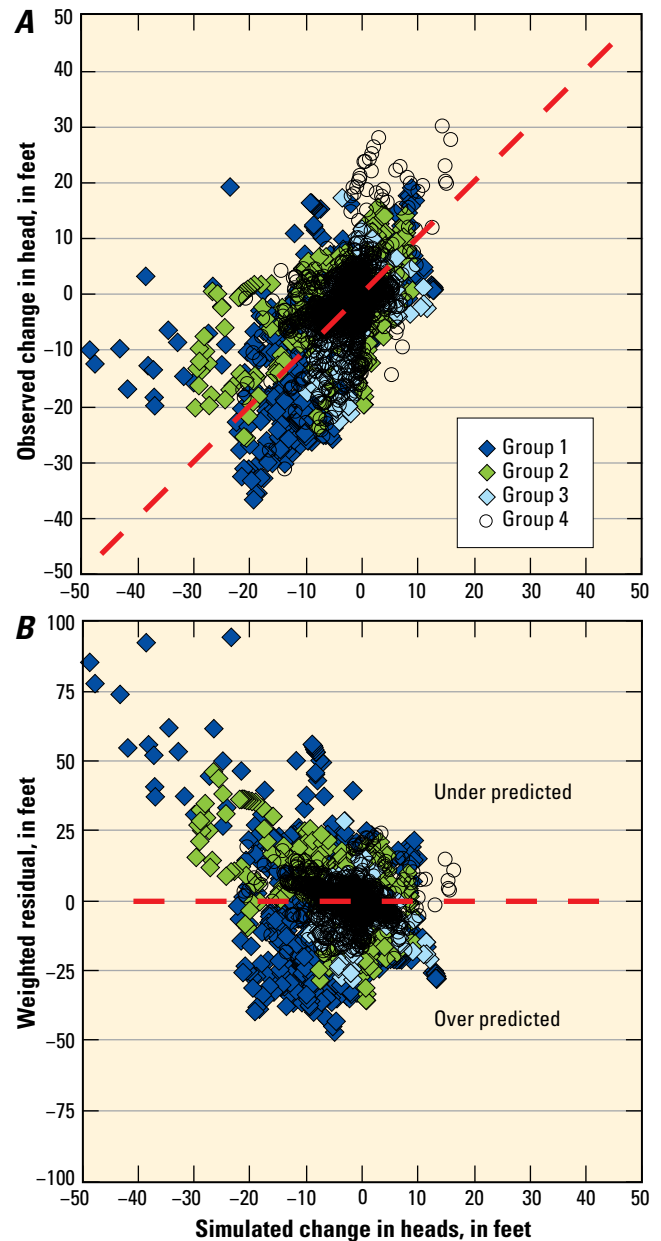 A
50
40
30
20
10
0
−10
−20
−30
−40
−50
Observed change in head, in feet
Group 1
Group 2
Group 3
Group 4
−50 −40 −30 −20 −10 0 10 20 30 40 50
B
100
75
50
25
0
−25
−50
−75
−100
Weighted residual, in feet
Under predicted
Over predicted
−50 −40 −30 −20 −10 0 10 20 30 40 50
Simulated change in heads, in feet